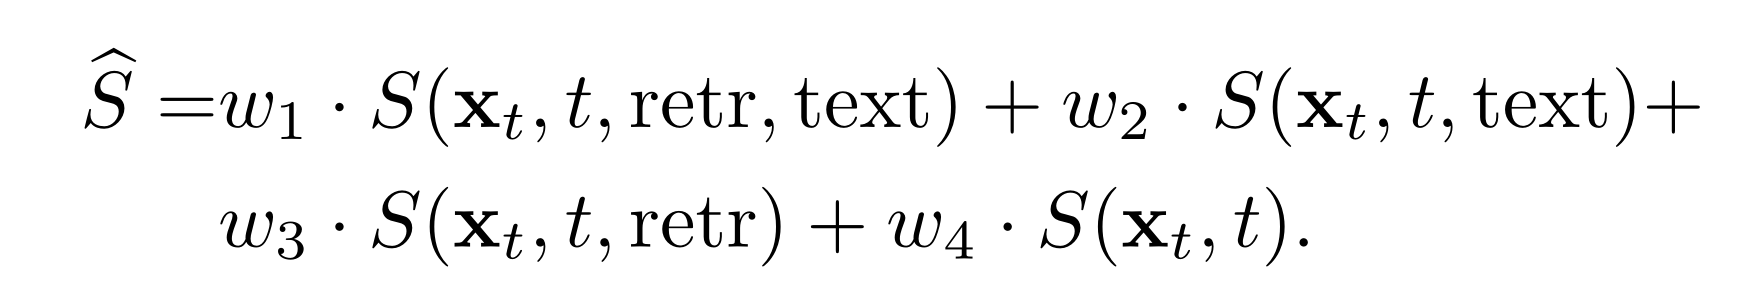 Ŝ =w₁ · S(𝐱ₜ, t, retr, text) + w₂ · S(𝐱ₜ, t, text)+
w₃ · S(𝐱ₜ, t, retr) + w₄ · S(𝐱ₜ, t).